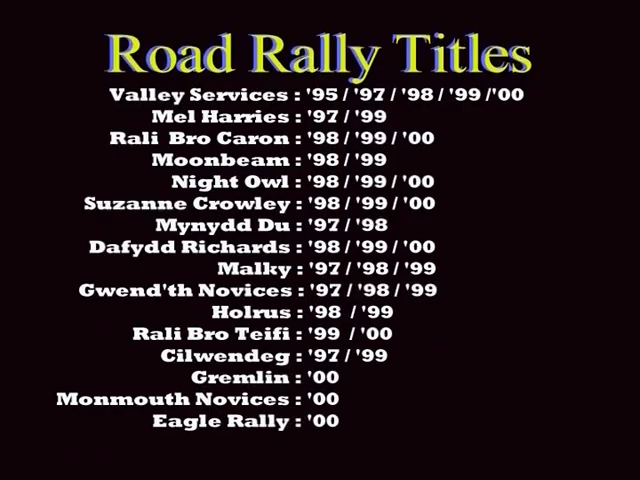 Road Rally Titles
Valley Services : '95 / '97 / '98 / '99 /'00
Mel Harries : '97 / '99
Rali Bro Caron : '98 / '99 / '00
Moonbeam : '98 / '99
Night Owl : '98 / '99 / '00
Suzanne Crowley : '98 / '99 / '00
Mynydd Du : '97 / '98
Dafydd Richards : '98 / '99 / '00
Malky : '97 / '98 / '99
Gwend'th Novices : '97 / '98 / '99
Holrus : '98 / '99
Rali Bro Teifi : '99 / '00
Cilwendeg : '97 / '99
Gremlin : '00
Monmouth Novices : '00
Eagle Rally : '00